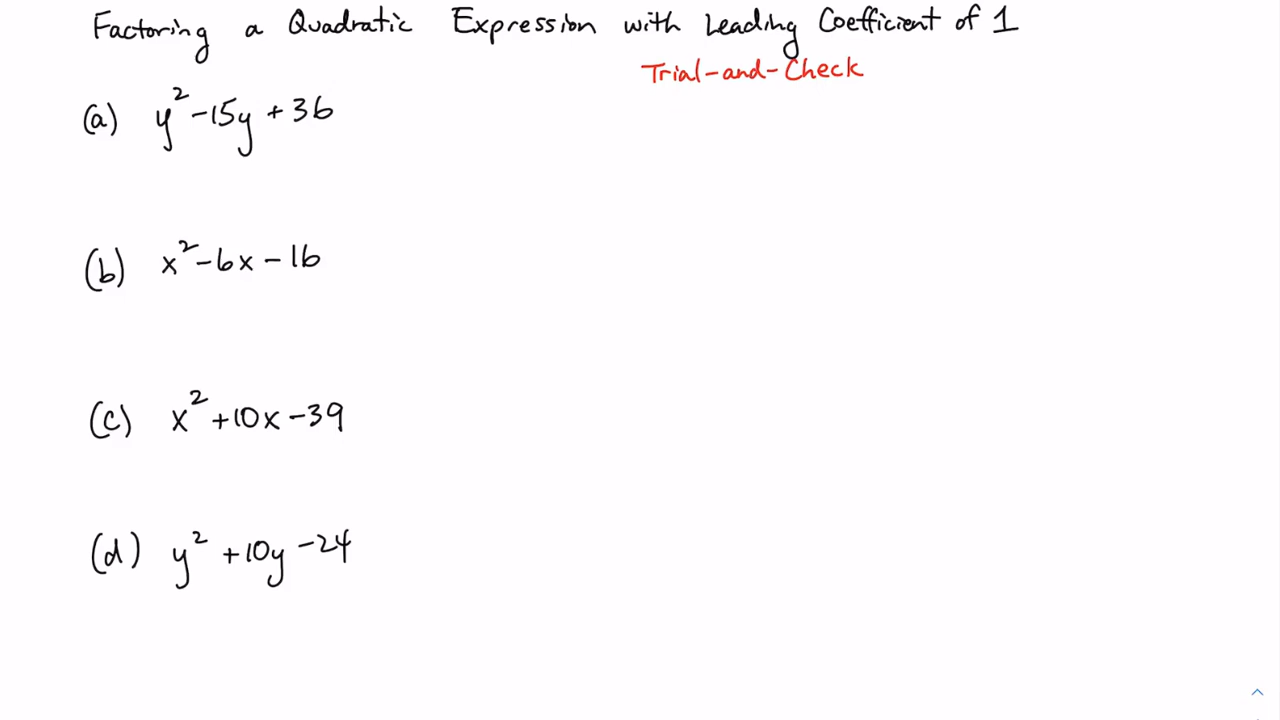 Factoring a Quadratic Expression with Leading Coefficient of 1
Trial-and-Check
(a) y² -15y + 36
(b) x² -6x - 16
(c) x² +10x -39
(d) y² +10y -24